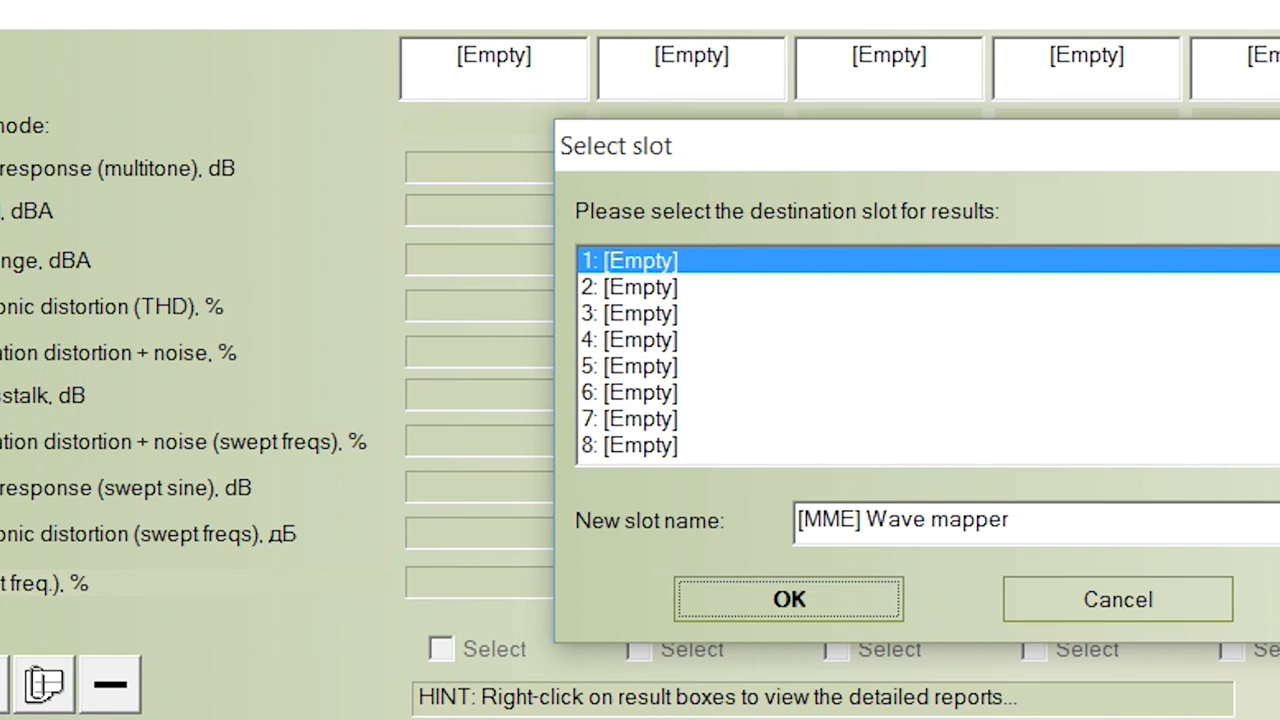 [Empty] [Empty] [Empty] [Empty]
node:
Select slot
response (multitone), dB
, dBA
Please select the destination slot for results:
nge, dBA
1: [Empty]
2: [Empty]
onic distortion (THD), %
3: [Empty]
4: [Empty]
ation distortion + noise, %
5: [Empty]
stalk, dB
6: [Empty]
7: [Empty]
ation distortion + noise (swept freqs), %
8: [Empty]
response (swept sine), dB
New slot name: [MME] Wave mapper
onic distortion (swept freqs), дБ
t freq.), %
OK Cancel
Select Select Select Select
HINT: Right-click on result boxes to view the detailed reports...